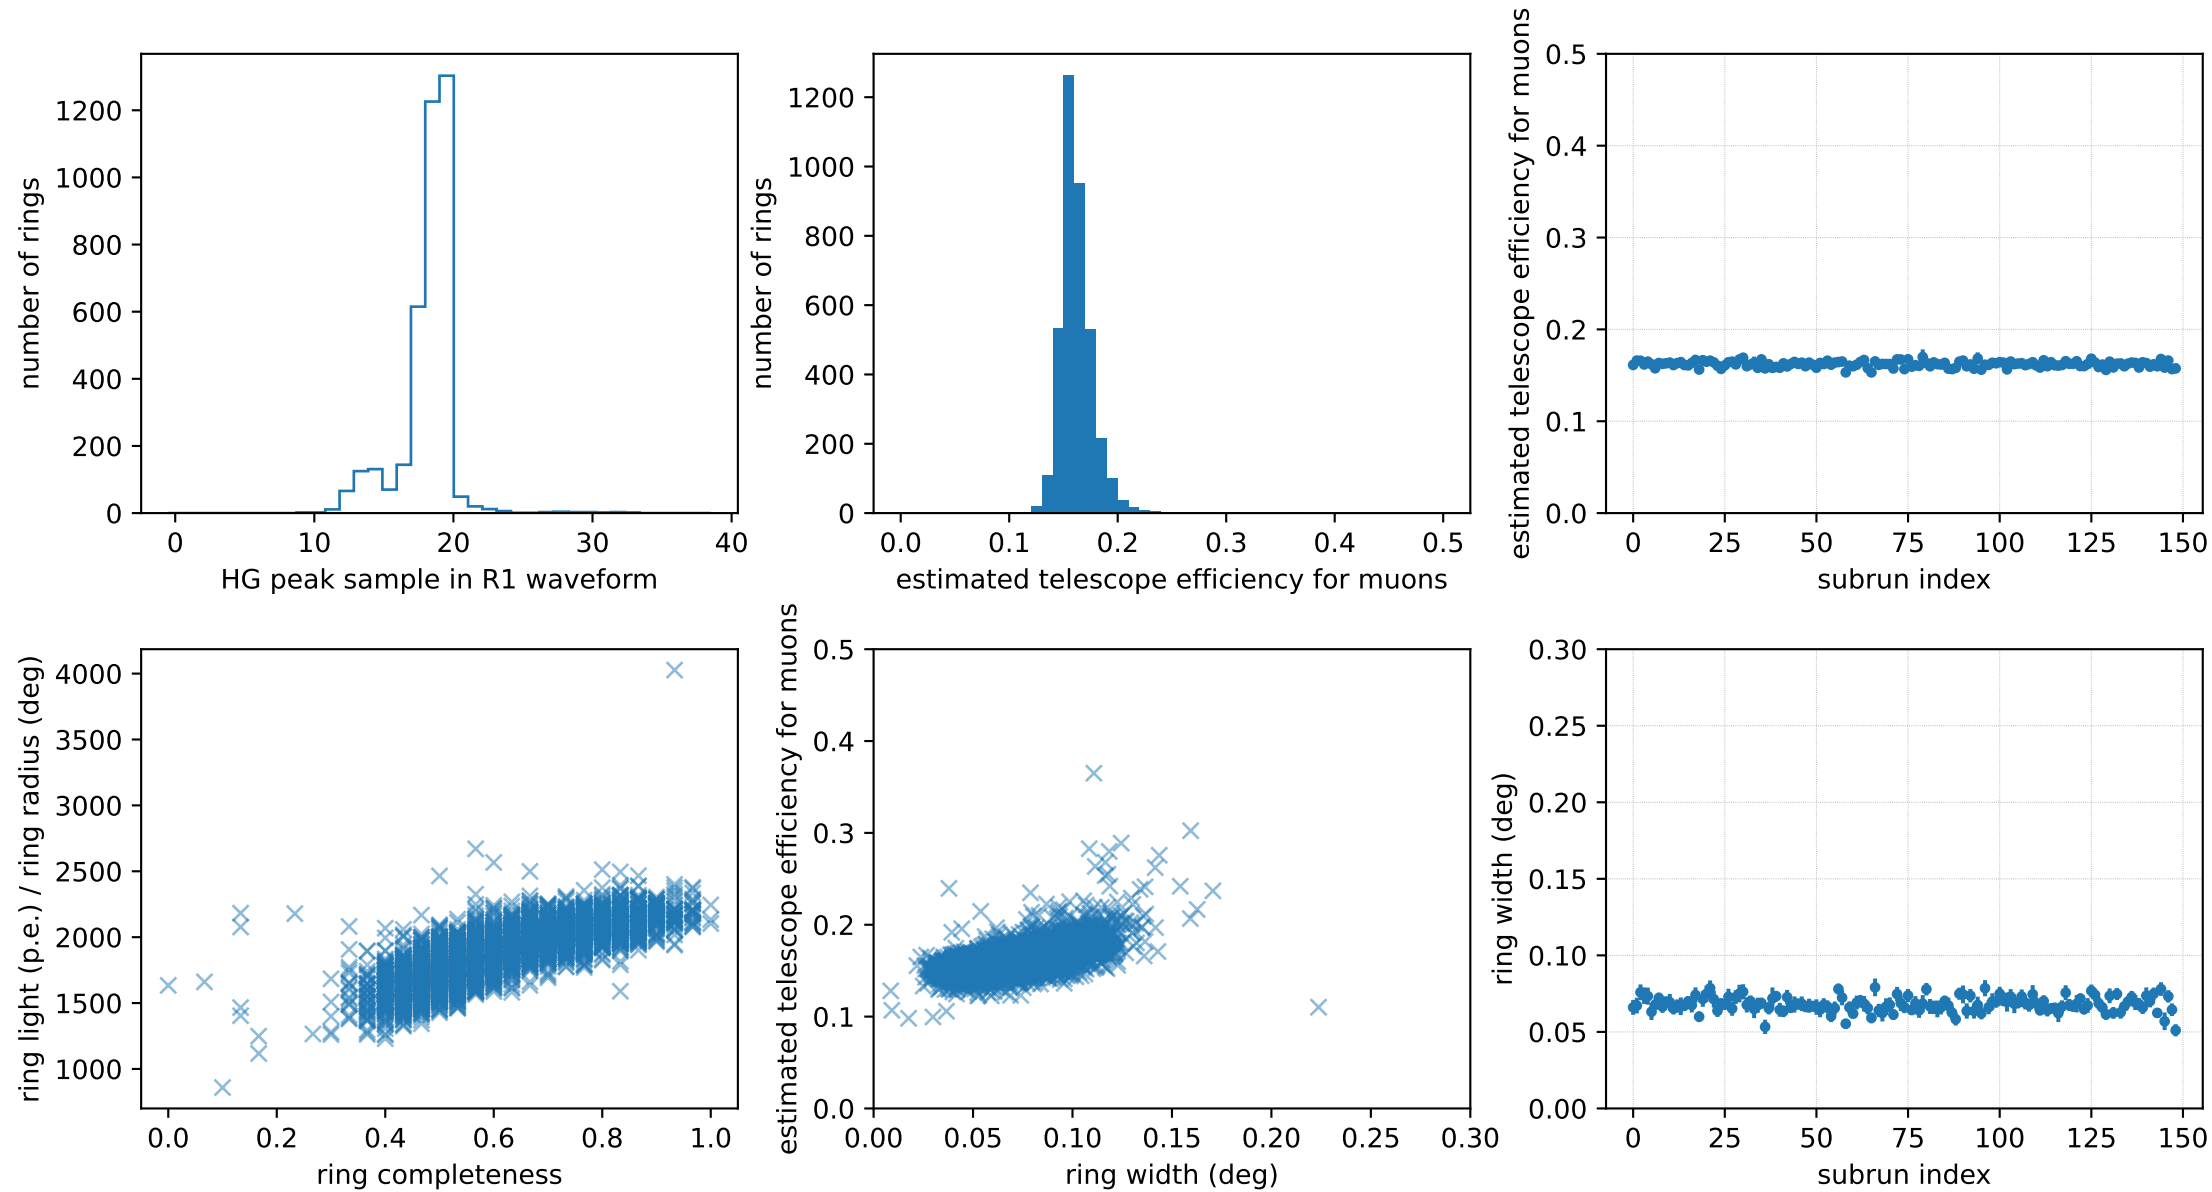 number of rings
1200
1000
800
600
400
200
0
0 10 20 30 40
HG peak sample in R1 waveform
number of rings
1200
1000
800
600
400
200
0
0.0 0.1 0.2 0.3 0.4 0.5
estimated telescope efficiency for muons
estimated telescope efficiency for muons
0.5
0.4
0.3
0.2
0.1
0.0
0 25 50 75 100 125 150
subrun index
ring light (p.e.) / ring radius (deg)
4000
3500
3000
2500
2000
1500
1000
0.0 0.2 0.4 0.6 0.8 1.0
ring completeness
estimated telescope efficiency for muons
0.5
0.4
0.3
0.2
0.1
0.0
0.00 0.05 0.10 0.15 0.20 0.25 0.30
ring width (deg)
ring width (deg)
0.30
0.25
0.20
0.15
0.10
0.05
0.00
0 25 50 75 100 125 150
subrun index